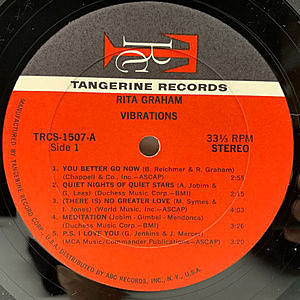 TRC
TANGERINE RECORDS
RITA GRAHAM
VIBRATIONS
TRCS-1507-A
Side 1
33⅓ RPM
STEREO
1. YOU BETTER GO NOW (B. Reichner & R. Graham)
(Chappell & Co., Inc.-ASCAP) 2:55
2. QUIET NIGHTS OF QUIET STARS (A. Jobim &
G. Lees) (Duchess Music Corp.-BMI) 2:31
3. (THERE IS) NO GREATER LOVE (M. Symes &
I. Jones) (World Music, Inc.-ASCAP) 4:03
4. MEDITATION (Jobim - Gimbel - Mendonca)
(Duchess Music Corp.-BMI) 5:26
5. P.S. I LOVE YOU (G. Jenkins & J. Mercer)
(MCA Music/Commander Publications-ASCAP) 3:20
MANUFACTURED BY TANGERINE RECORD
DISTRIBUTED BY ABC RECORDS, INC., N.Y., U.S.A.